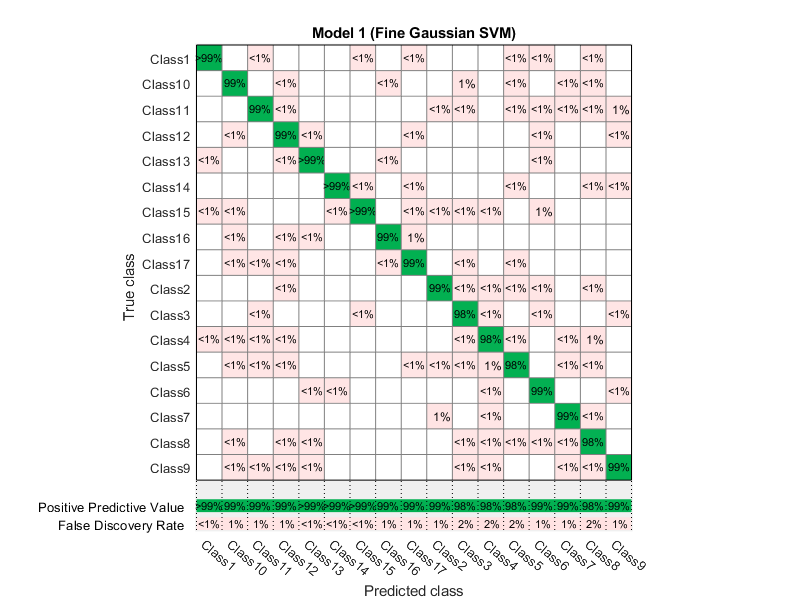 Model 1 (Fine Gaussian SVM)
Class1 >99% <1% <1% <1% <1% <1% <1%
Class10 99% <1% <1% 1% <1% <1% <1%
Class11 99% <1% <1% <1% <1% <1% <1% <1% 1%
Class12 <1% 99% <1% <1% <1% <1%
Class13 <1% <1% >99% <1% <1%
Class14 >99% <1% <1% <1% <1% <1%
Class15 <1% <1% <1% >99% <1% <1% <1% <1% 1%
Class16 <1% <1% <1% 99% 1%
Class17 <1% <1% <1% <1% 99% <1% <1%
Class2 <1% 99% <1% <1% <1% <1% <1%
Class3 <1% <1% 98% <1% <1% <1%
Class4 <1% <1% <1% <1% <1% 98% <1% <1% 1%
Class5 <1% <1% <1% <1% <1% <1% 1% 98% <1% <1%
Class6 <1% <1% <1% 99% <1%
Class7 1% <1% 99% <1%
Class8 <1% <1% <1% <1% <1% <1% <1% <1% 98%
Class9 <1% <1% <1% <1% <1% <1% <1% <1% 99%
True class
Positive Predictive Value >99% 99% 99% 99% >99% >99% >99% 99% 99% 99% 98% 98% 98% 99% 99% 98% 99%
False Discovery Rate <1% 1% 1% 1% <1% <1% <1% 1% 1% 1% 2% 2% 2% 1% 1% 2% 1%
Class1 Class10 Class11 Class12 Class13 Class14 Class15 Class16 Class17 Class2 Class3 Class4 Class5 Class6 Class7 Class8 Class9
Predicted class